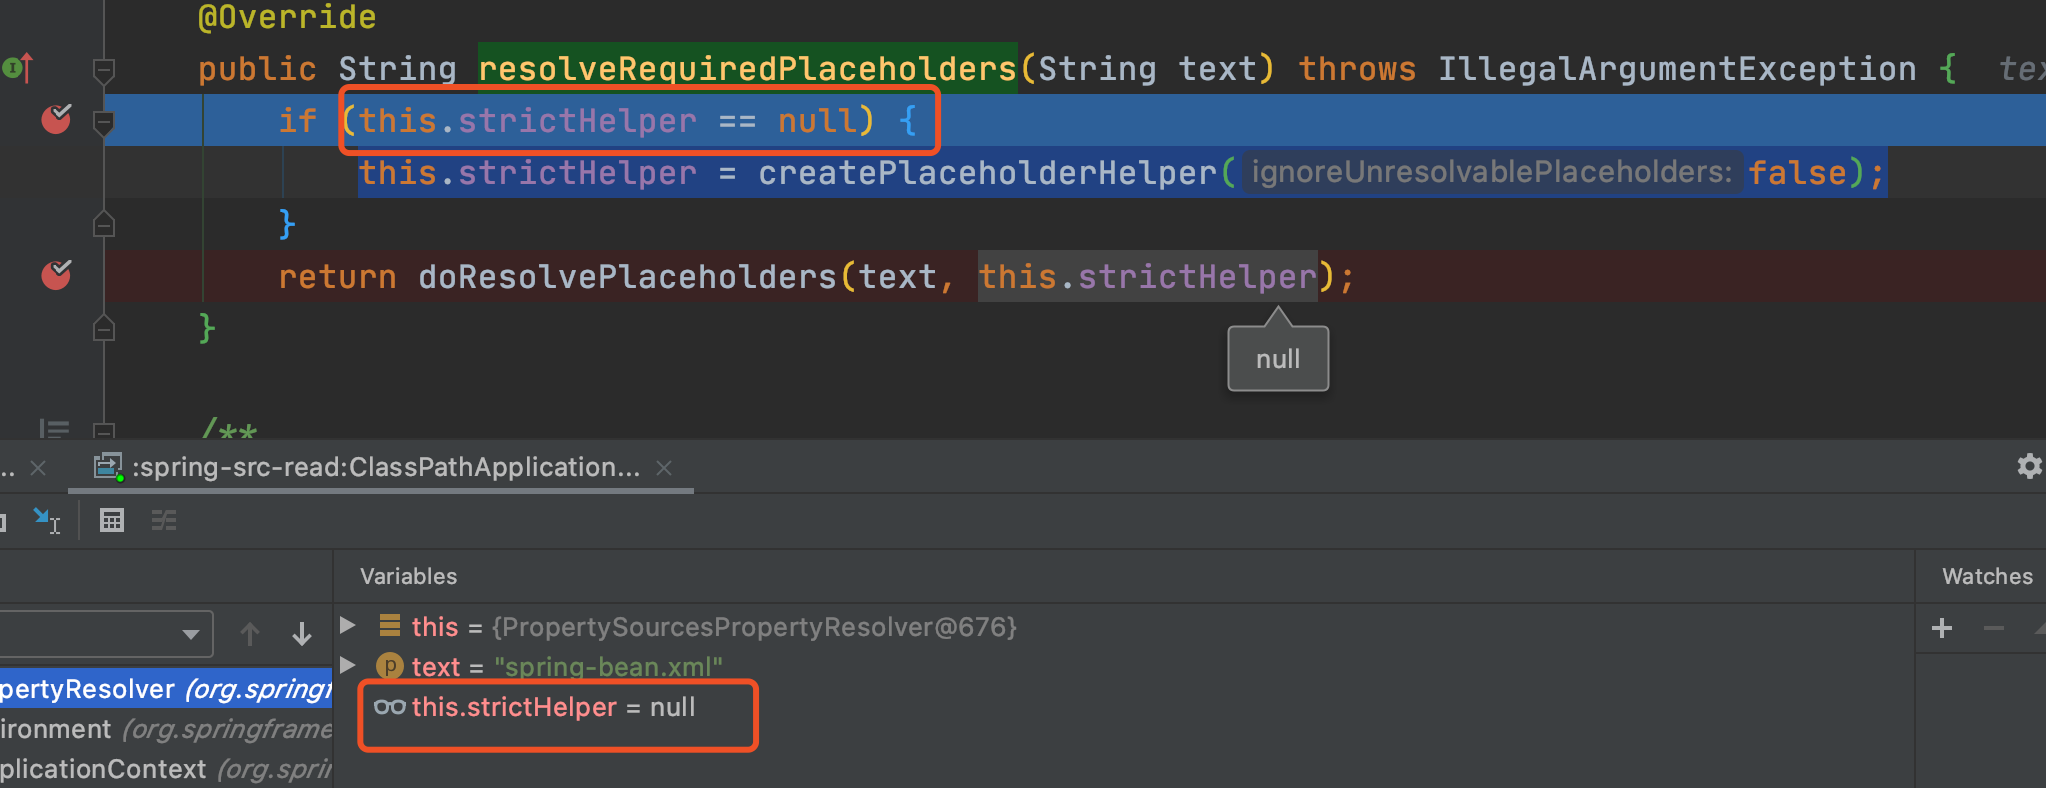 @Override
public String resolveRequiredPlaceholders(String text) throws IllegalArgumentException {  tex
if (this.strictHelper == null) {
this.strictHelper = createPlaceholderHelper( ignoreUnresolvablePlaceholders: false);
}
return doResolvePlaceholders(text, this.strictHelper);
}
null
/**
.. :spring-src-read:ClassPathApplication...
Variables
Watches
this = {PropertySourcesPropertyResolver@676}
text = "spring-bean.xml"
pertyResolver (org.springf
this.strictHelper = null
ironment (org.springframe
plicationContext (org.sprin